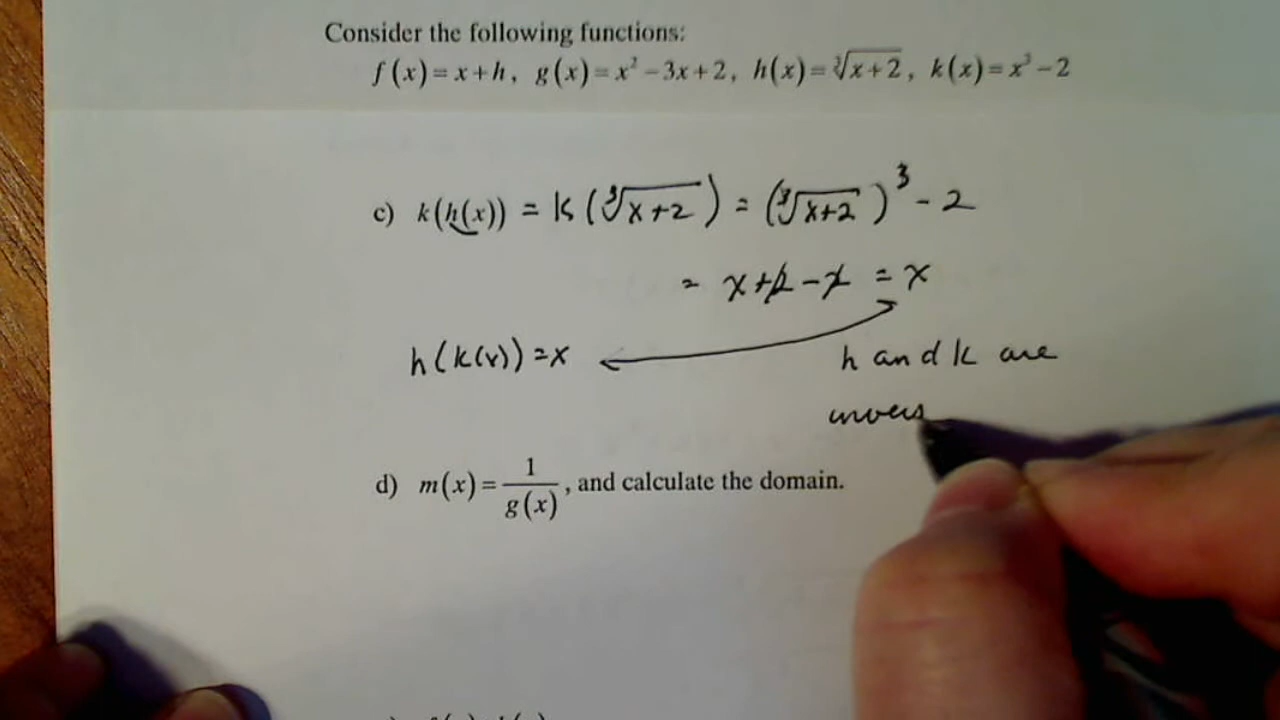 Consider the following functions:
f(x)=x+h, g(x)=x²-3x+2, h(x)=∛x+2, k(x)=x³-2
c) k(h(x)) = k(∛x+2) = (∛x+2)³ - 2
= x+2-2 = x
h(k(x))=x
h and k are
invers
d) m(x)=1/g(x), and calculate the domain.